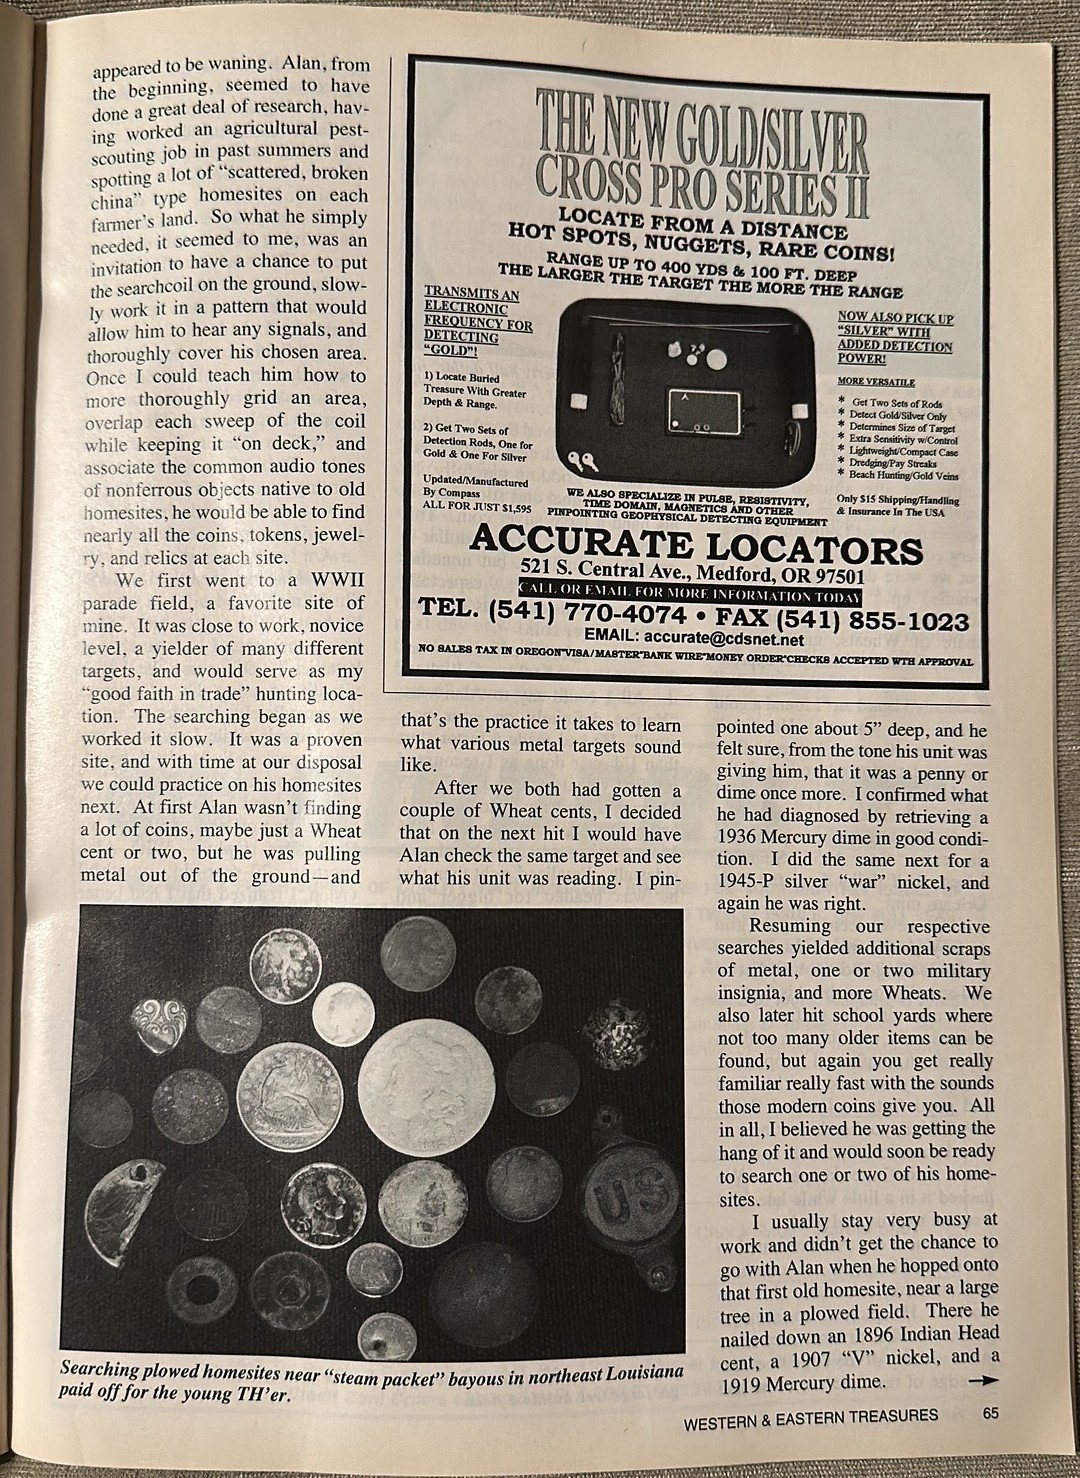 appeared to be waning. Alan, from
the beginning, seemed to have
done a great deal of research, hav-
ing worked an agricultural pest-
scouting job in past summers and
spotting a lot of “scattered, broken
china” type homesites on each
farmer’s land. So what he simply
needed, it seemed to me, was an
invitation to have a chance to put
the searchcoil on the ground, slow-
ly work it in a pattern that would
allow him to hear any signals, and
thoroughly cover his chosen area.
Once I could teach him how to
more thoroughly grid an area,
overlap each sweep of the coil
while keeping it “on deck,” and
associate the common audio tones
of nonferrous objects native to old
homesites, he would be able to find
nearly all the coins, tokens, jewel-
ry, and relics at each site.
We first went to a WWII
parade field, a favorite site of
mine. It was close to work, novice
level, a yielder of many different
targets, and would serve as my
“good faith in trade” hunting loca-
tion. The searching began as we
worked it slow. It was a proven
site, and with time at our disposal
we could practice on his homesites
next. At first Alan wasn’t finding
a lot of coins, maybe just a Wheat
cent or two, but he was pulling
metal out of the ground—and
THE NEW GOLD/SILVER
CROSS PRO SERIES II
LOCATE FROM A DISTANCE
HOT SPOTS, NUGGETS, RARE COINS!
RANGE UP TO 400 YDS & 100 FT. DEEP
THE LARGER THE TARGET THE MORE THE RANGE
TRANSMITS AN
ELECTRONIC
FREQUENCY FOR
DETECTING
“GOLD”!
1) Locate Buried
Treasure With Greater
Depth & Range.
2) Get Two Sets of
Detection Rods, One for
Gold & One For Silver
Updated/Manufactured
By Compass
ALL FOR JUST $1,595
NOW ALSO PICK UP
“SILVER” WITH
ADDED DETECTION
POWER!
MORE VERSATILE
* Get Two Sets of Rods
* Detect Gold/Silver Only
* Determines Size of Target
* Extra Sensitivity w/Control
* Lightweight/Compact Case
* Dredging/Pay Streaks
* Beach Hunting/Gold Veins
Only $15 Shipping/Handling
& Insurance In The USA
WE ALSO SPECIALIZE IN PULSE, RESISTIVITY,
TIME DOMAIN, MAGNETICS AND OTHER
PINPOINTING GEOPHYSICAL DETECTING EQUIPMENT
ACCURATE LOCATORS
521 S. Central Ave., Medford, OR 97501
CALL OR EMAIL FOR MORE INFORMATION TODAY
TEL. (541) 770-4074 • FAX (541) 855-1023
EMAIL: accurate@cdsnet.net
NO SALES TAX IN OREGON*VISA/MASTER*BANK WIRE*MONEY ORDER*CHECKS ACCEPTED WTH APPROVAL
that’s the practice it takes to learn
what various metal targets sound
like.
After we both had gotten a
couple of Wheat cents, I decided
that on the next hit I would have
Alan check the same target and see
what his unit was reading. I pin-
pointed one about 5” deep, and he
felt sure, from the tone his unit was
giving him, that it was a penny or
dime once more. I confirmed what
he had diagnosed by retrieving a
1936 Mercury dime in good condi-
tion. I did the same next for a
1945-P silver “war” nickel, and
again he was right.
Resuming our respective
searches yielded additional scraps
of metal, one or two military
insignia, and more Wheats. We
also later hit school yards where
not too many older items can be
found, but again you get really
familiar really fast with the sounds
those modern coins give you. All
in all, I believed he was getting the
hang of it and would soon be ready
to search one or two of his home-
sites.
I usually stay very busy at
work and didn’t get the chance to
go with Alan when he hopped onto
that first old homesite, near a large
tree in a plowed field. There he
nailed down an 1896 Indian Head
cent, a 1907 “V” nickel, and a
1919 Mercury dime.
US
Searching plowed homesites near “steam packet” bayous in northeast Louisiana
paid off for the young TH’er.
WESTERN & EASTERN TREASURES 65